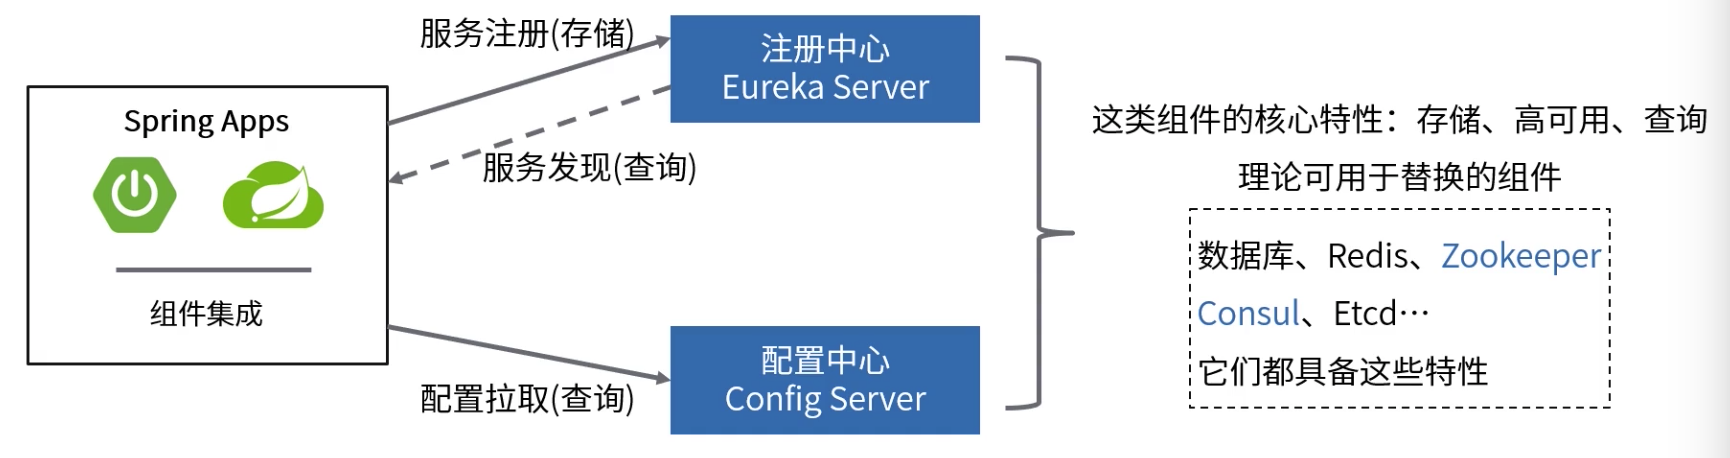 服务注册(存储)
注册中心
Eureka Server
Spring Apps
服务发现(查询)
组件集成
配置拉取(查询)
配置中心
Config Server
这类组件的核心特性：存储、高可用、查询
理论可用于替换的组件
数据库、Redis、Zookeeper
Consul、Etcd…
它们都具备这些特性